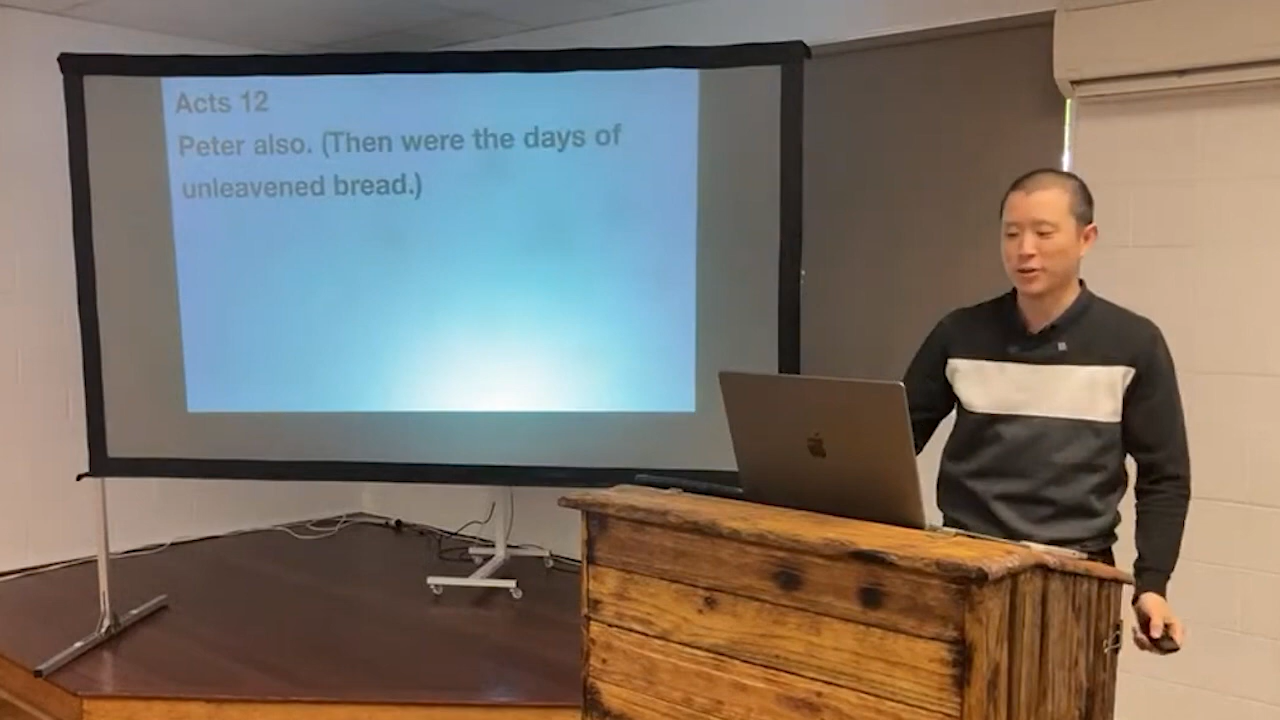 Acts 12
Peter also. (Then were the days of
unleavened bread.)